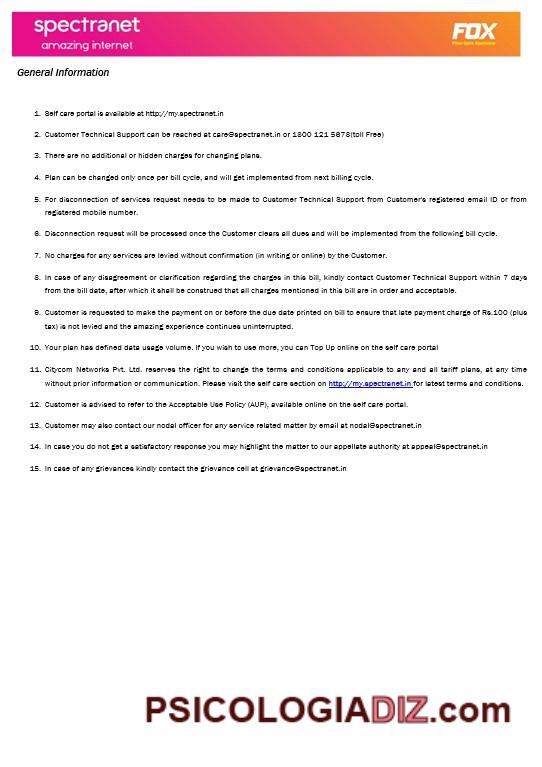 spectranet
amazing internet
FOX
Fiber Optic Xperience
General Information
1. Self care portal is available at http://my.spectranet.in
2. Customer Technical Support can be reached at care@spectranet.in or 1800 121 5678(toll Free)
3. There are no additional or hidden charges for changing plans.
4. Plan can be changed only once per bill cycle, and will get implemented from next billing cycle.
5. For disconnection of services request needs to be made to Customer Technical Support from Customer's registered email ID or from
registered mobile number.
6. Disconnection request will be processed once the Customer clears all dues and will be implemented from the following bill cycle.
7. No charges for any services are levied without confirmation (in writing or online) by the Customer.
8. In case of any disagreement or clarification regarding the charges in this bill, kindly contact Customer Technical Support within 7 days
from the bill date, after which it shall be construed that all charges mentioned in this bill are in order and acceptable.
9. Customer is requested to make the payment on or before the due date printed on bill to ensure that late payment charge of Rs.100 (plus
tax) is not levied and the amazing experience continues uninterrupted.
10. Your plan has defined data usage volume. If you wish to use more, you can Top Up online on the self care portal
11. Citycom Networks Pvt. Ltd. reserves the right to change the terms and conditions applicable to any and all tariff plans, at any time
without prior information or communication. Please visit the self care section on http://my.spectranet.in for latest terms and conditions.
12. Customer is advised to refer to the Acceptable Use Policy (AUP), available online on the self care portal.
13. Customer may also contact our nodal officer for any service related matter by email at nodal@spectranet.in
14. In case you do not get a satisfactory response you may highlight the matter to our appellate authority at appeal@spectranet.in
15. In case of any grievances kindly contact the grievance cell at grievance@spectranet.in
PSICOLOGIADIZ.com